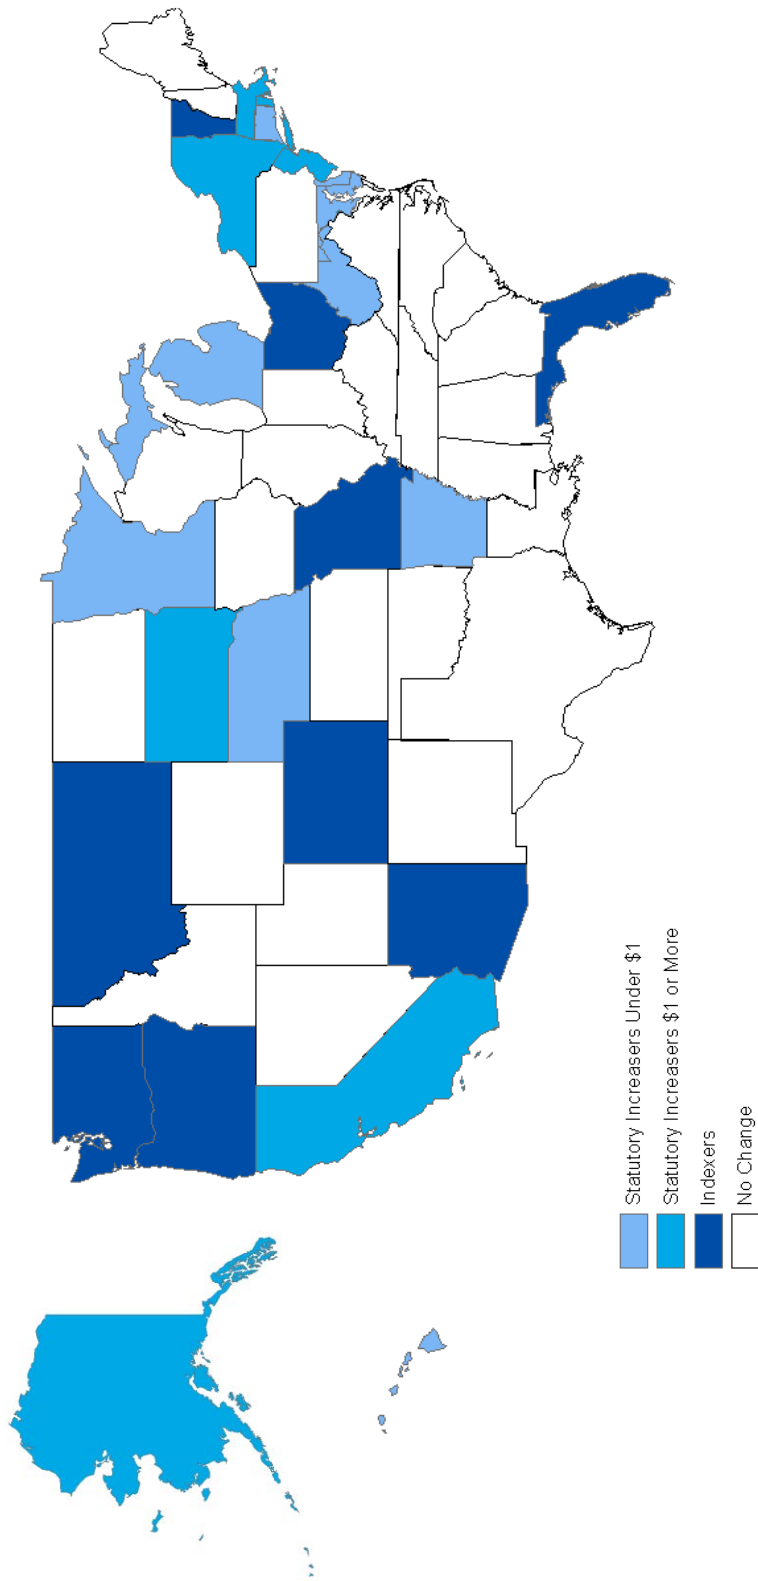 Statutory Increasers Under $1
Statutory Increasers $1 or More
Indexers
No Change